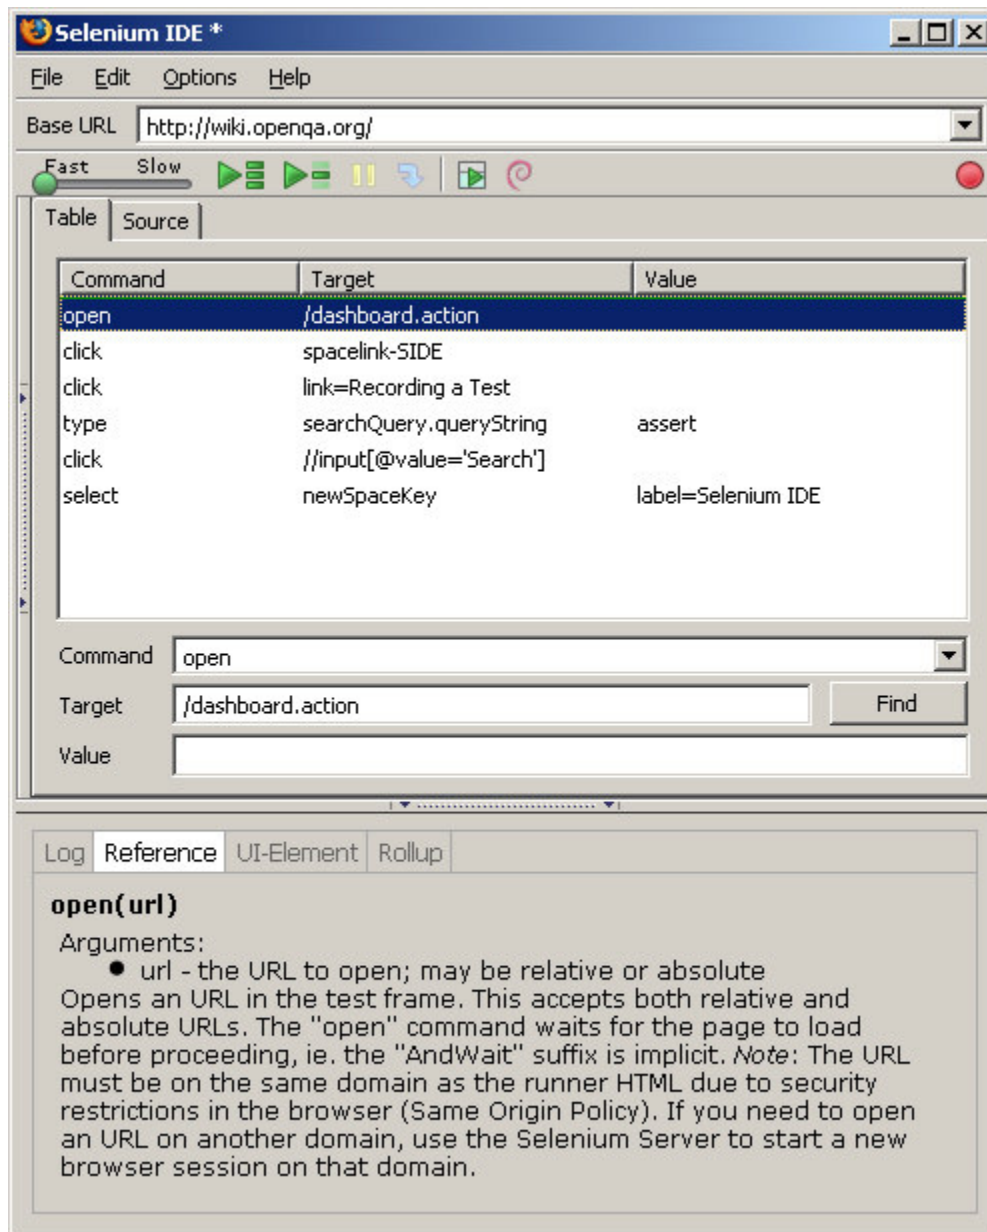 Selenium IDE *
File Edit Options Help
Base URL http://wiki.openqa.org/
Fast Slow
Table Source
Command Target Value
open /dashboard.action
click spacelink-SIDE
click link=Recording a Test
type searchQuery.queryString assert
click //input[@value='Search']
select newSpaceKey label=Selenium IDE
Command open
Target /dashboard.action Find
Value
Log Reference UI-Element Rollup
open(url)
Arguments:
● url - the URL to open; may be relative or absolute
Opens an URL in the test frame. This accepts both relative and
absolute URLs. The "open" command waits for the page to load
before proceeding, ie. the "AndWait" suffix is implicit. Note: The URL
must be on the same domain as the runner HTML due to security
restrictions in the browser (Same Origin Policy). If you need to open
an URL on another domain, use the Selenium Server to start a new
browser session on that domain.